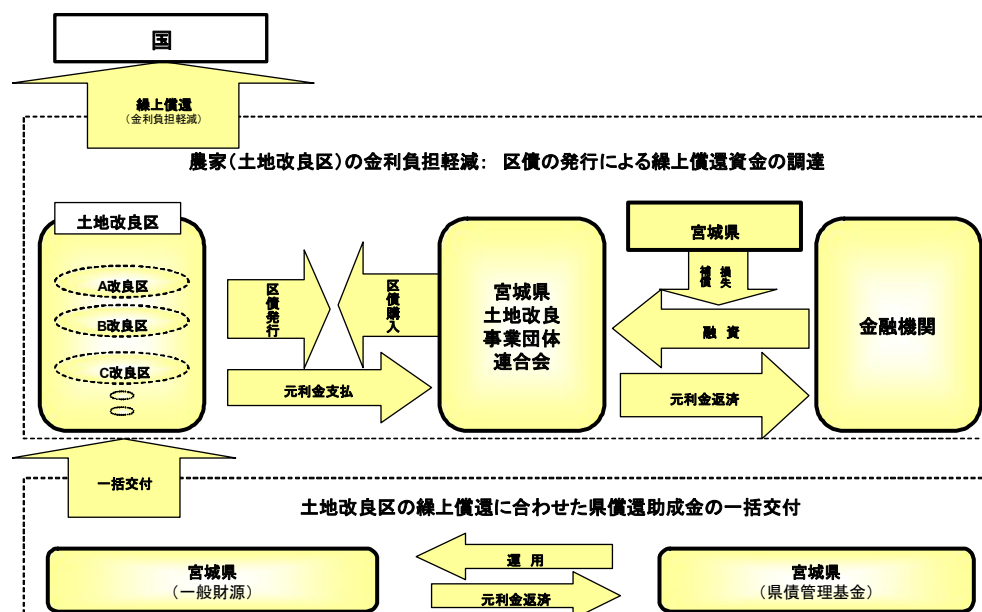 国
繰上償還
（金利負担軽減）
農家（土地改良区）の金利負担軽減： 区債の発行による繰上償還資金の調達
土地改良区
A改良区
B改良区
C改良区
区債発行
区債購入
元利金支払
宮城県
土地改良
事業団体
連合会
宮城県
損失
補償
融 資
元利金返済
金融機関
一括交付
土地改良区の繰上償還に合わせた県償還助成金の一括交付
宮城県
（一般財源）
運 用
元利金返済
宮城県
（県債管理基金）